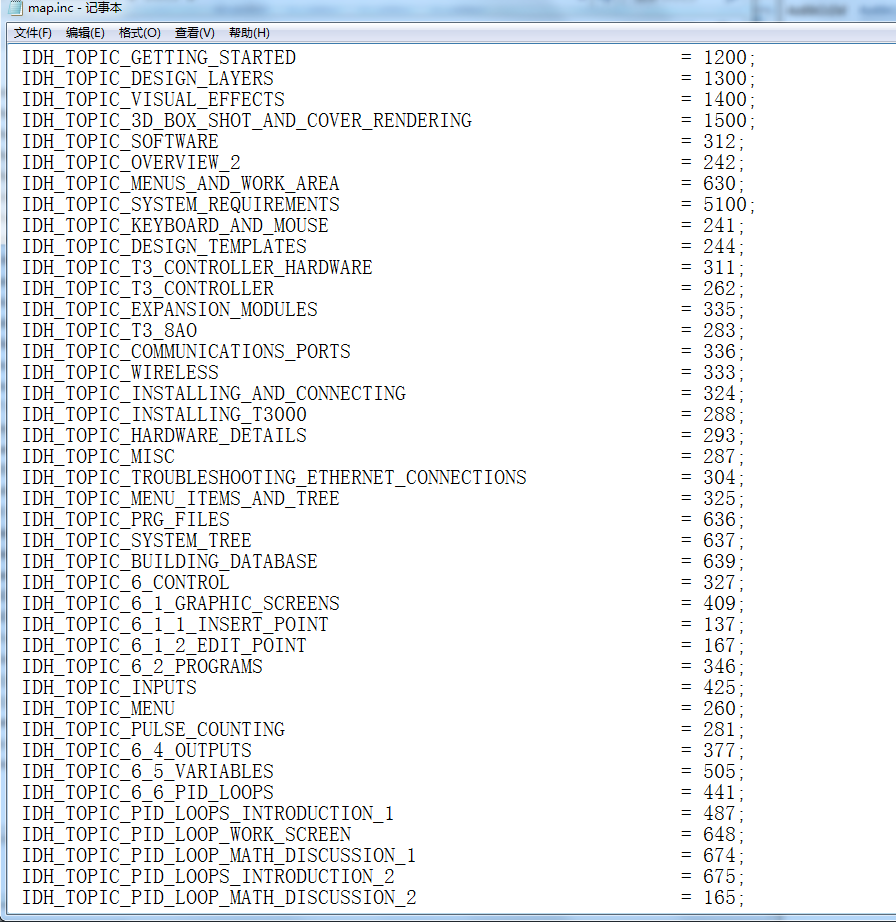 map.inc - 记事本
文件(F) 编辑(E) 格式(O) 查看(V) 帮助(H)
IDH_TOPIC_GETTING_STARTED = 1200;
IDH_TOPIC_DESIGN_LAYERS = 1300;
IDH_TOPIC_VISUAL_EFFECTS = 1400;
IDH_TOPIC_3D_BOX_SHOT_AND_COVER_RENDERING = 1500;
IDH_TOPIC_SOFTWARE = 312;
IDH_TOPIC_OVERVIEW_2 = 242;
IDH_TOPIC_MENUS_AND_WORK_AREA = 630;
IDH_TOPIC_SYSTEM_REQUIREMENTS = 5100;
IDH_TOPIC_KEYBOARD_AND_MOUSE = 241;
IDH_TOPIC_DESIGN_TEMPLATES = 244;
IDH_TOPIC_T3_CONTROLLER_HARDWARE = 311;
IDH_TOPIC_T3_CONTROLLER = 262;
IDH_TOPIC_EXPANSION_MODULES = 335;
IDH_TOPIC_T3_8AO = 283;
IDH_TOPIC_COMMUNICATIONS_PORTS = 336;
IDH_TOPIC_WIRELESS = 333;
IDH_TOPIC_INSTALLING_AND_CONNECTING = 324;
IDH_TOPIC_INSTALLING_T3000 = 288;
IDH_TOPIC_HARDWARE_DETAILS = 293;
IDH_TOPIC_MISC = 287;
IDH_TOPIC_TROUBLESHOOTING_ETHERNET_CONNECTIONS = 304;
IDH_TOPIC_MENU_ITEMS_AND_TREE = 325;
IDH_TOPIC_PRG_FILES = 636;
IDH_TOPIC_SYSTEM_TREE = 637;
IDH_TOPIC_BUILDING_DATABASE = 639;
IDH_TOPIC_6_CONTROL = 327;
IDH_TOPIC_6_1_GRAPHIC_SCREENS = 409;
IDH_TOPIC_6_1_1_INSERT_POINT = 137;
IDH_TOPIC_6_1_2_EDIT_POINT = 167;
IDH_TOPIC_6_2_PROGRAMS = 346;
IDH_TOPIC_INPUTS = 425;
IDH_TOPIC_MENU = 260;
IDH_TOPIC_PULSE_COUNTING = 281;
IDH_TOPIC_6_4_OUTPUTS = 377;
IDH_TOPIC_6_5_VARIABLES = 505;
IDH_TOPIC_6_6_PID_LOOPS = 441;
IDH_TOPIC_PID_LOOPS_INTRODUCTION_1 = 487;
IDH_TOPIC_PID_LOOP_WORK_SCREEN = 648;
IDH_TOPIC_PID_LOOP_MATH_DISCUSSION_1 = 674;
IDH_TOPIC_PID_LOOPS_INTRODUCTION_2 = 675;
IDH_TOPIC_PID_LOOP_MATH_DISCUSSION_2 = 165;